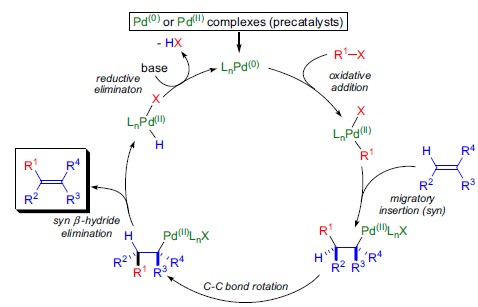 Pd(0) or Pd(II) complexes (precatalysts)
- HX
base
reductive
eliminaton
LnPd(0)
R1–X
oxidative
addition
X
LnPd(II)
H
X
LnPd(II)
R1
R1 R4
R2 R3
H R4
R2 R3
migratory
insertion (syn)
syn β-hydride
elimination
H Pd(II)LnX
R2 R4
R1 R3
R1 Pd(II)LnX
H R4
R2 R3
C-C bond rotation